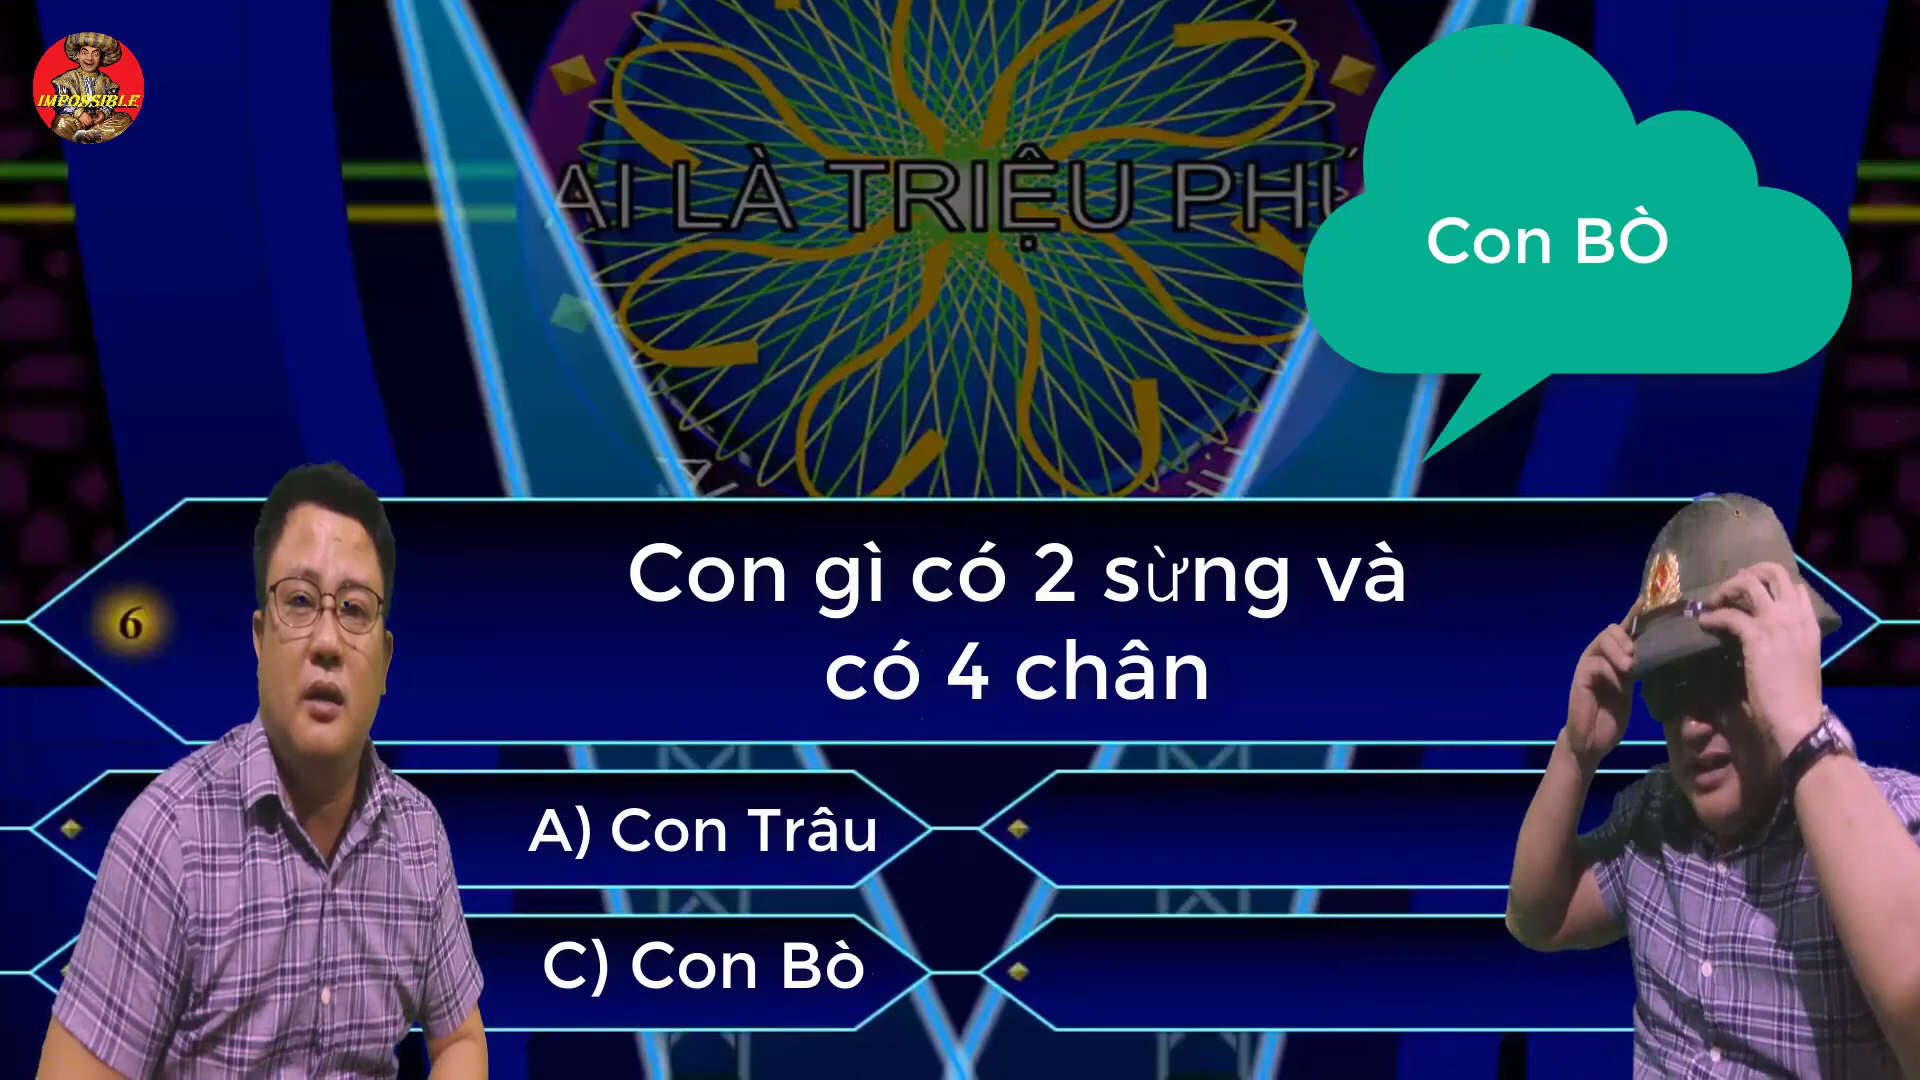 IMPOSSIBLE
AI LÀ TRIỆU PHÚ
Con BÒ
6
Con gì có 2 sừng và
có 4 chân
A) Con Trâu
C) Con Bò